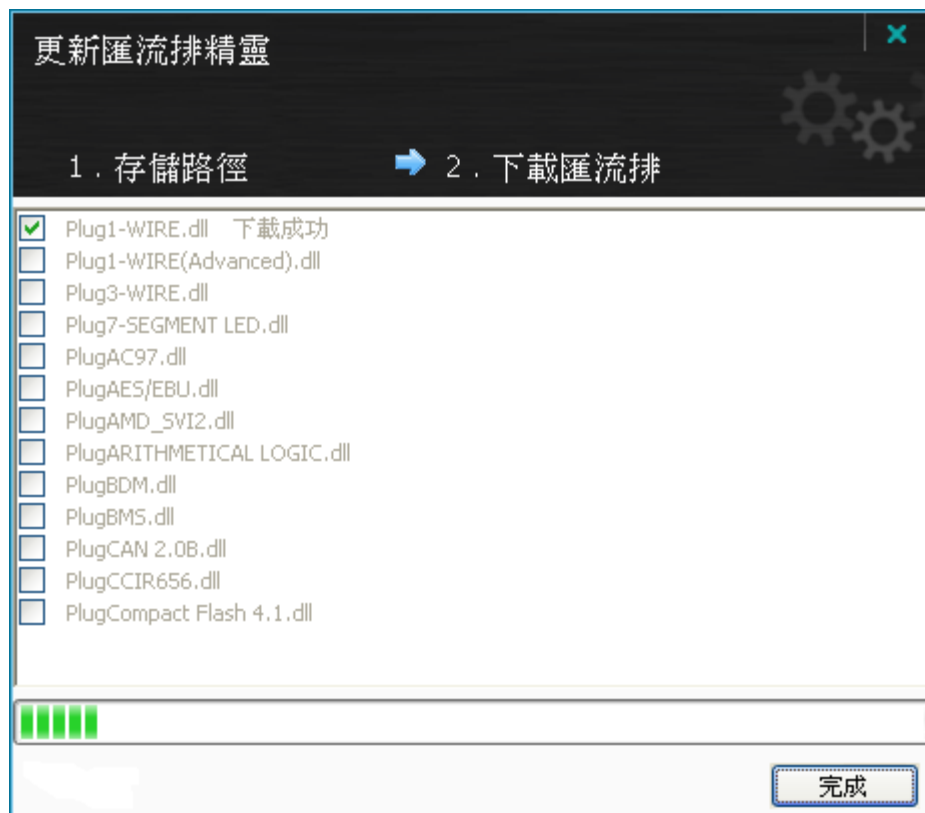 更新匯流排精靈
1.存儲路徑 2.下載匯流排
Plug1-WIRE.dll 下載成功
Plug1-WIRE(Advanced).dll
Plug3-WIRE.dll
Plug7-SEGMENT LED.dll
PlugAC97.dll
PlugAES/EBU.dll
PlugAMD_SVI2.dll
PlugARITHMETICAL LOGIC.dll
PlugBDM.dll
PlugBMS.dll
PlugCAN 2.0B.dll
PlugCCIR656.dll
PlugCompact Flash 4.1.dll
完成